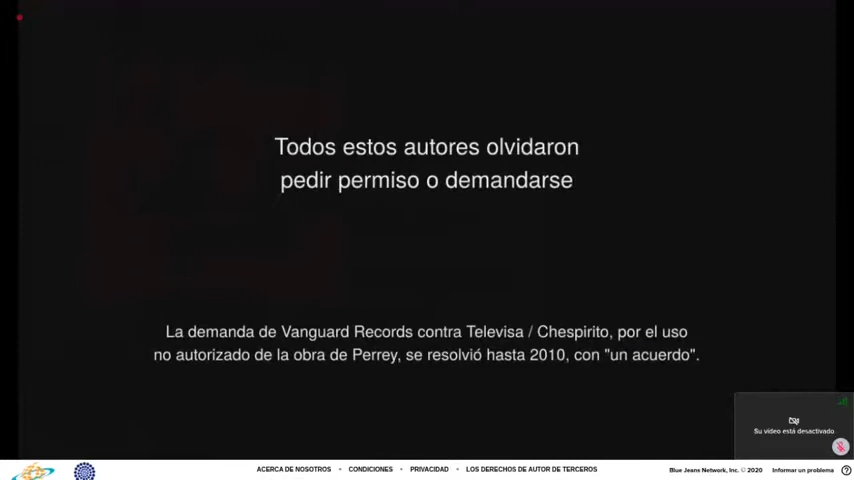 Todos estos autores olvidaron
pedir permiso o demandarse
La demanda de Vanguard Records contra Televisa / Chespirito, por el uso
no autorizado de la obra de Perrey, se resolvió hasta 2010, con "un acuerdo".
Su vídeo está desactivado
ACERCA DE NOSOTROS • CONDICIONES • PRIVACIDAD • LOS DERECHOS DE AUTOR DE TERCEROS
Blue Jeans Network, Inc. © 2020 Informar un problema ?